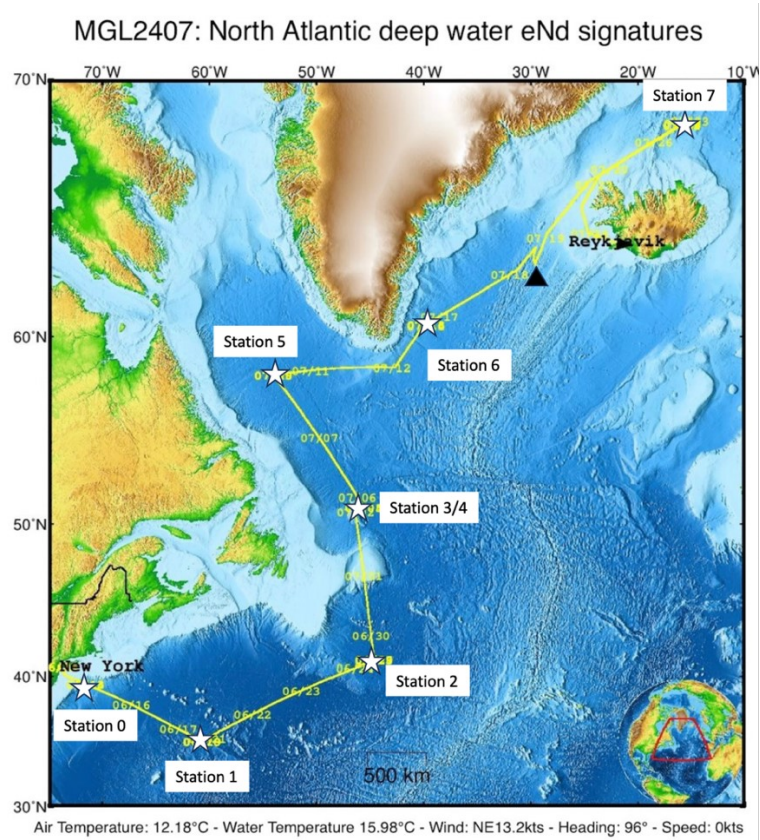 MGL2407: North Atlantic deep water eNd signatures
70°W 60°W 50°W 40°W 30°W 20°W 10°W
70°N
Station 7
07/26
07/18
Reykjavik
60°N
Station 5
Station 6
07/11
07/12
07/07
07/06
Station 3/4
50°N
06/30
40°N
New York
Station 2
06/23
06/22
06/16
06/17
Station 0
Station 1
500 km
30°N
Air Temperature: 12.18°C - Water Temperature 15.98°C - Wind: NE13.2kts - Heading: 96° - Speed: 0kts